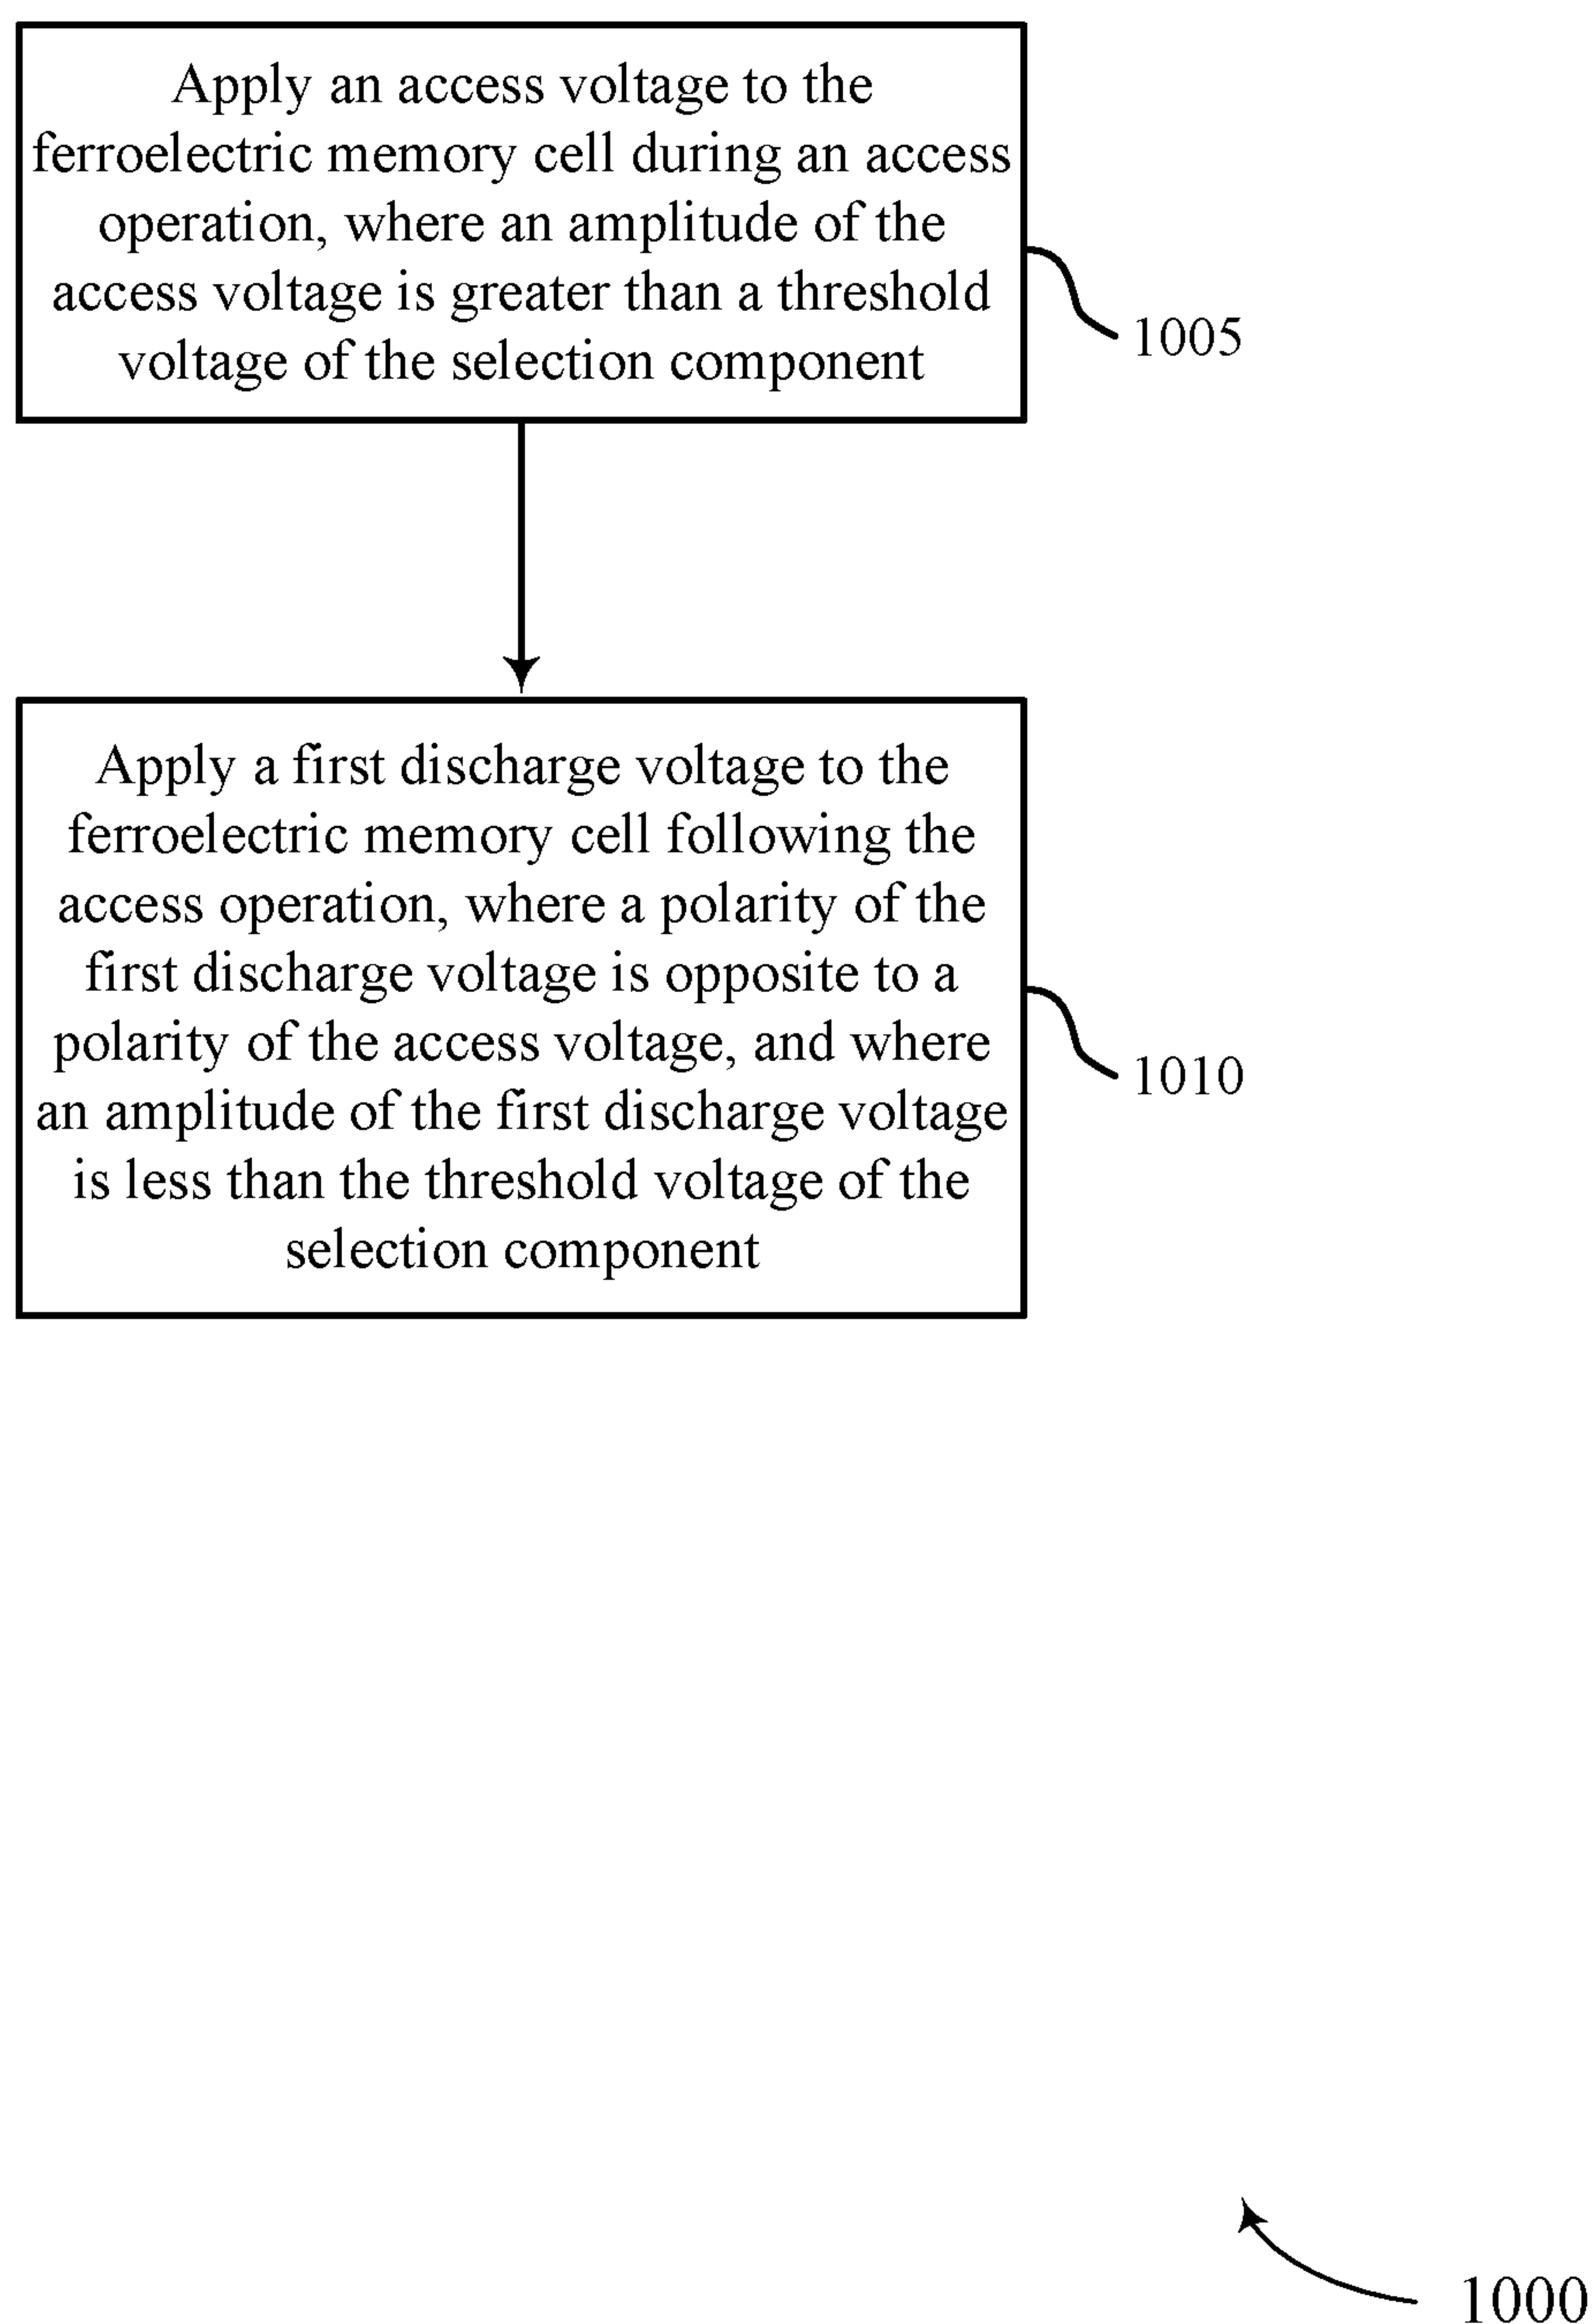 Apply an access voltage to the
ferroelectric memory cell during an access
operation, where an amplitude of the
access voltage is greater than a threshold
voltage of the selection component
1005
Apply a first discharge voltage to the
ferroelectric memory cell following the
access operation, where a polarity of the
first discharge voltage is opposite to a
polarity of the access voltage, and where
an amplitude of the first discharge voltage
is less than the threshold voltage of the
selection component
1010
1000